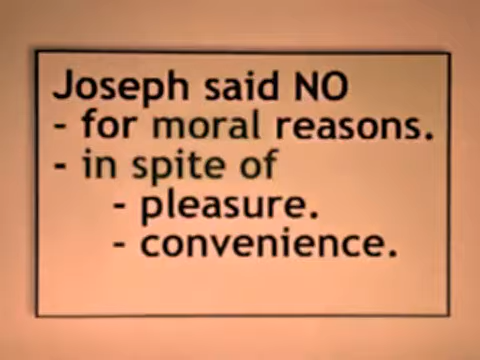 Joseph said NO
- for moral reasons.
- in spite of
- pleasure.
- convenience.